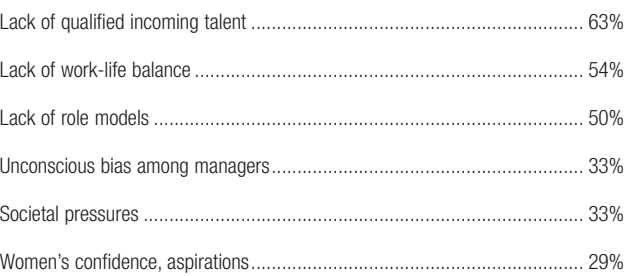 Lack of qualified incoming talent ........................................................... 63%
Lack of work-life balance ..................................................................... 54%
Lack of role models ............................................................................ 50%
Unconscious bias among managers ....................................................... 33%
Societal pressures .............................................................................. 33%
Women’s confidence, aspirations ........................................................... 29%